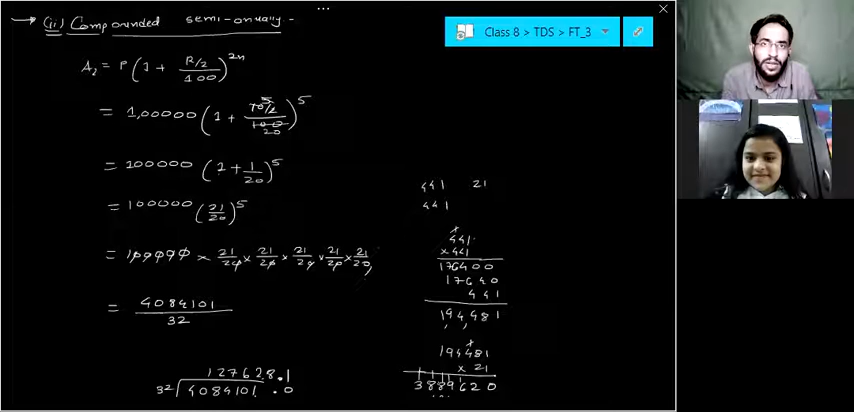 → (ii) Compounded semi-anually -
Class 8 > TDS > FT_3
A₂ = P (1 + R/2 / 100)^2n
= 1,00000 (1 + 10/2 / 100)^5
5
20
= 100000 (1 + 1/20)^5
= 100000 (21/20)^5
= 100000 × 21/20 × 21/20 × 21/20 × 21/20 × 21/20
= 4084101 / 32
127628.1
32 ) 4084101.0
441 21
441
441
× 441
176400
17640
441
194481
194481
× 21
3889620